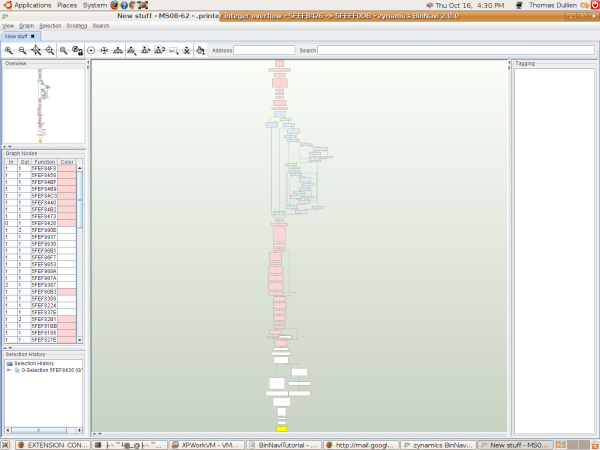 Applications Places System
Thu Oct 16, 4:30 PM Thomas Dullien
New stuff - MS08-62 - .printe integer overflow - 5FEF8426 -> 5FEFF0DB - zynamics BinNavi 2.0.0
View Graph Selection Scripting Search
New stuff
Address Search
Overview
Tagging
Graph Nodes
In Out Function Color
1 1 5FEF84F8
1 1 5FEF8458
1 1 5FEF84BF
1 1 5FEF84B9
1 1 5FEF84C3
1 1 5FEF8440
1 1 5FEF84B2
1 1 5FEF8473
0 1 5FEF8426
1 2 5FEF990B
1 1 5FEF9937
1 1 5FEF9930
1 1 5FEF96B1
1 1 5FEF96F7
1 1 5FEF9853
1 1 5FEF988A
1 1 5FEF987A
2 1 5FEF9387
1 1 5FEF80B3
1 1 5FEF8389
1 1 5FEF8224
1 1 5FEF837E
1 2 5FEF82B1
1 1 5FEF81BB
1 1 5FEF8185
1 1 5FEF827E
Selection History
Selection History
0-Selection 5FEF8426 (0/
EXTENSION CON... XPWorkVM - VM... BinNaviTutorial - ... http://mail.googl... zynamics BinNav... New stuff - MS0...